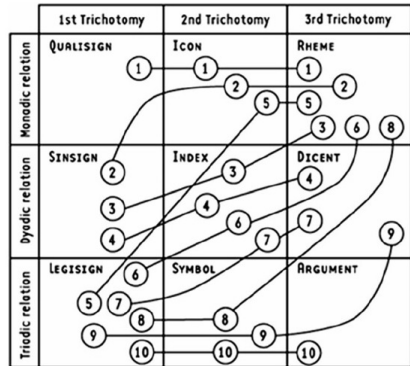 1st Trichotomy 2nd Trichotomy 3rd Trichotomy
Monadic relation
QUALISIGN ICON RHEME
1 1 1
2 2
5 5
3 6 8
Dyadic relation
SINSIGN INDEX DICENT
2 3
4
3 4
6 7
4 7
9
Triadic relation
LEGISIGN SYMBOL ARGUMENT
6
5 7
8 8
9 9
10 10 10